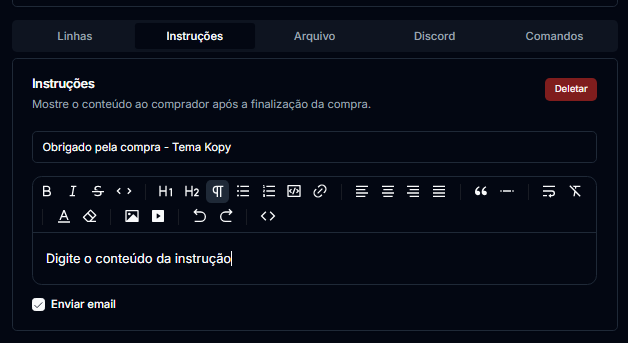 Linhas Instruções Arquivo Discord Comandos
Instruções
Mostre o conteúdo ao comprador após a finalização da compra.
Deletar
Obrigado pela compra - Tema Kopy
B I S H1 H2
A
Digite o conteúdo da instrução
Enviar email